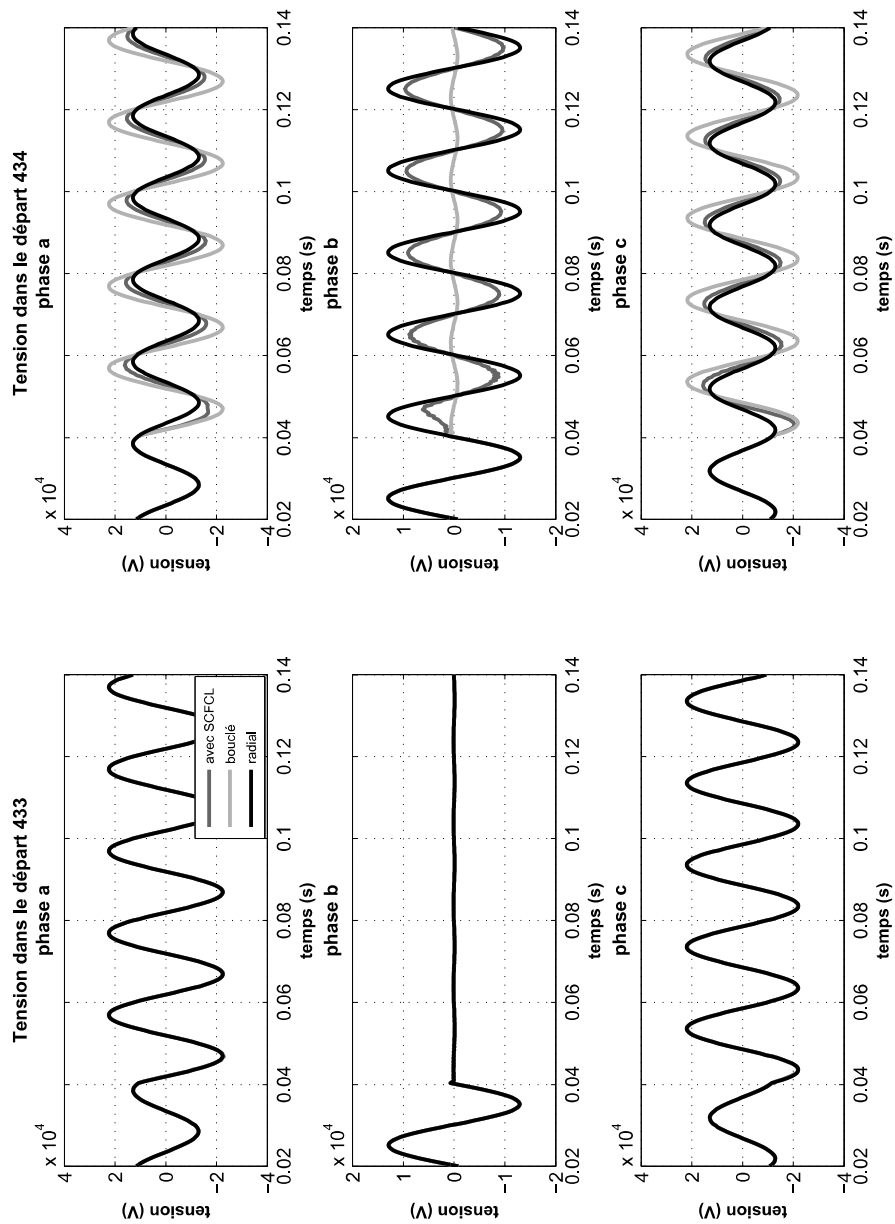 Tension dans le départ 433
phase a
x 10^4
tension (V)
4
2
0
−2
−4
0.02 0.04 0.06 0.08 0.1 0.12 0.14
temps (s)
avec SCFCL
bouclé
radial
phase b
x 10^4
tension (V)
2
1
0
−1
−2
0.02 0.04 0.06 0.08 0.1 0.12 0.14
temps (s)
phase c
x 10^4
tension (V)
4
2
0
−2
−4
0.02 0.04 0.06 0.08 0.1 0.12 0.14
temps (s)
Tension dans le départ 434
phase a
x 10^4
tension (V)
4
2
0
−2
−4
0.02 0.04 0.06 0.08 0.1 0.12 0.14
temps (s)
phase b
x 10^4
tension (V)
2
1
0
−1
−2
0.02 0.04 0.06 0.08 0.1 0.12 0.14
temps (s)
phase c
x 10^4
tension (V)
4
2
0
−2
−4
0.02 0.04 0.06 0.08 0.1 0.12 0.14
temps (s)